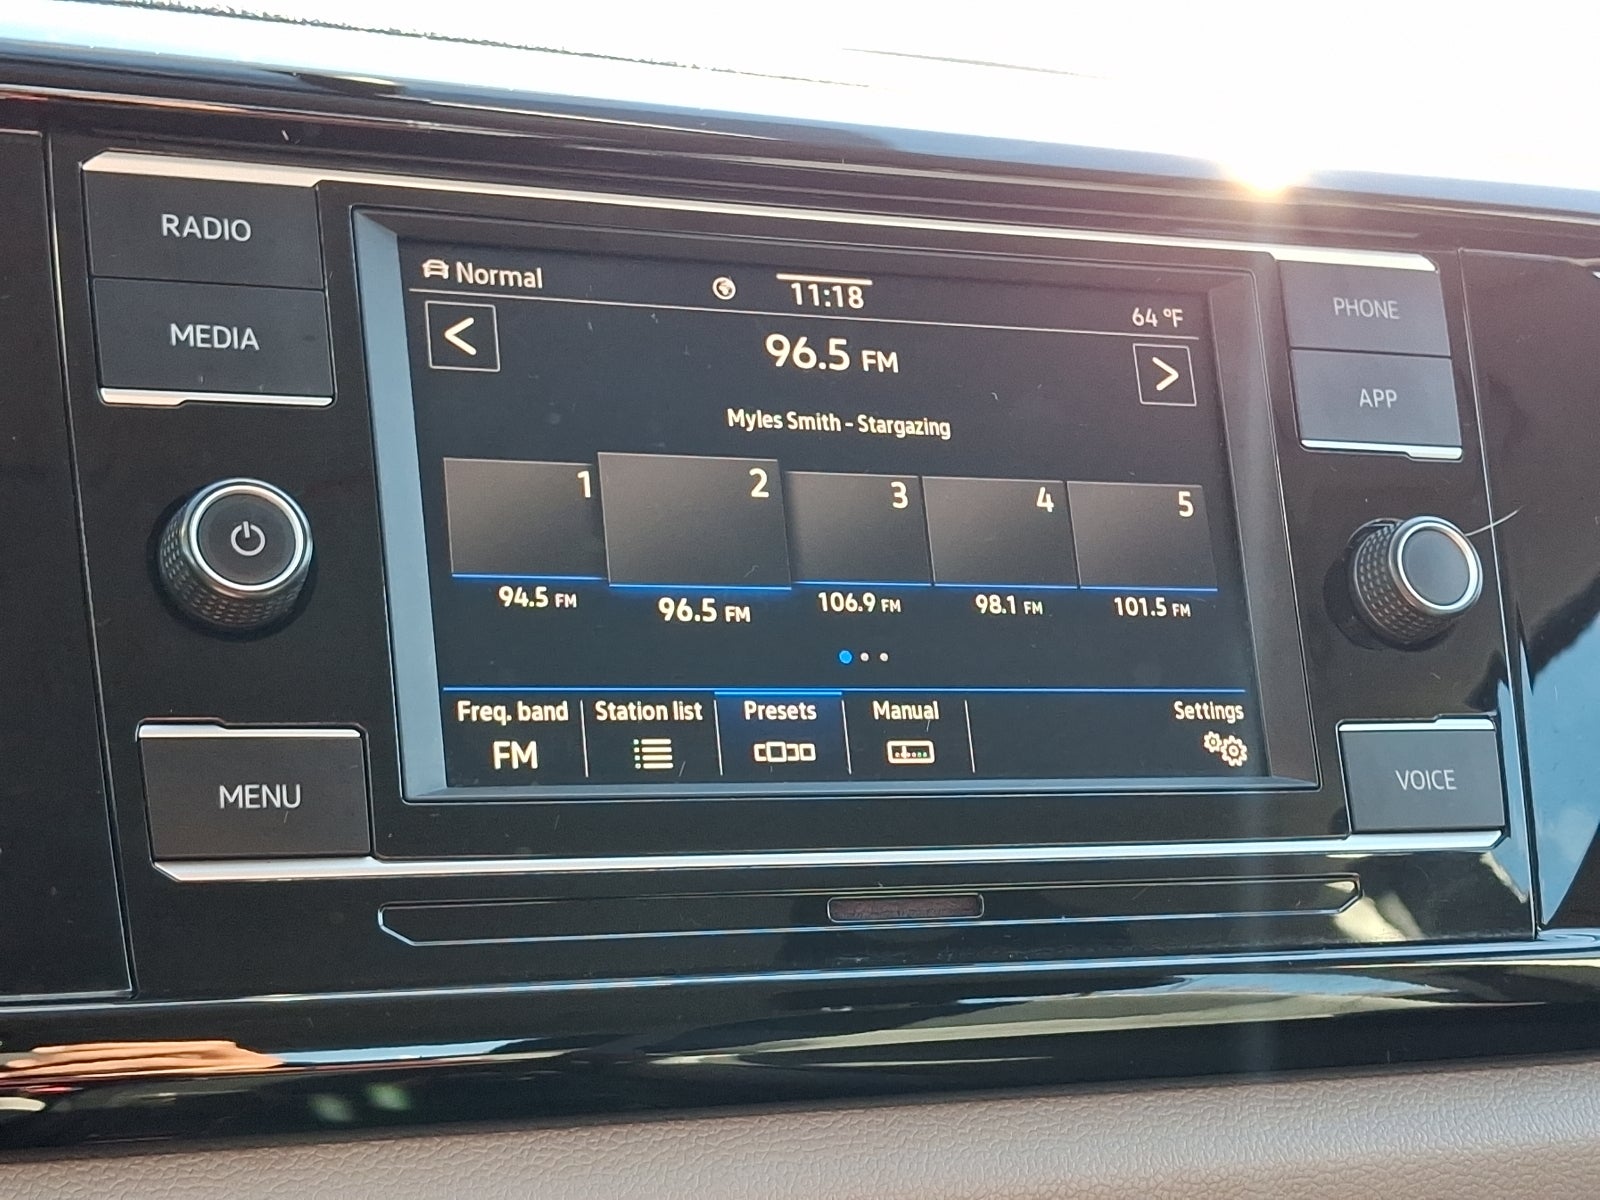 RADIO
MEDIA
MENU
PHONE
APP
VOICE
Normal
11:18
64 °F
<
96.5 FM
>
Myles Smith - Stargazing
1 2 3 4 5
94.5 FM 96.5 FM 106.9 FM 98.1 FM 101.5 FM
Freq. band Station list Presets Manual Settings
FM